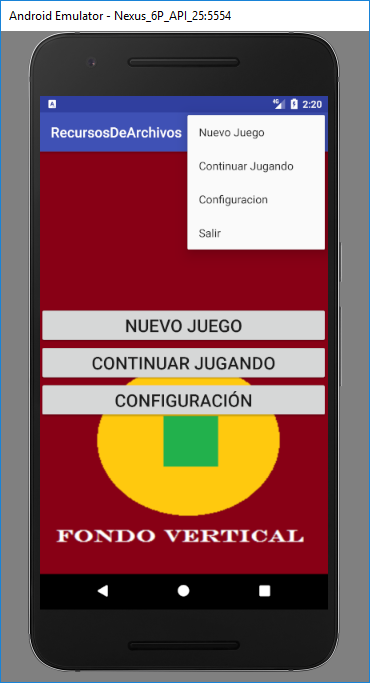 Android Emulator - Nexus_6P_API_25:5554
A
4G
2:20
RecursosDeArchivos
Nuevo Juego
Continuar Jugando
Configuracion
Salir
NUEVO JUEGO
CONTINUAR JUGANDO
CONFIGURACIÓN
FONDO VERTICAL